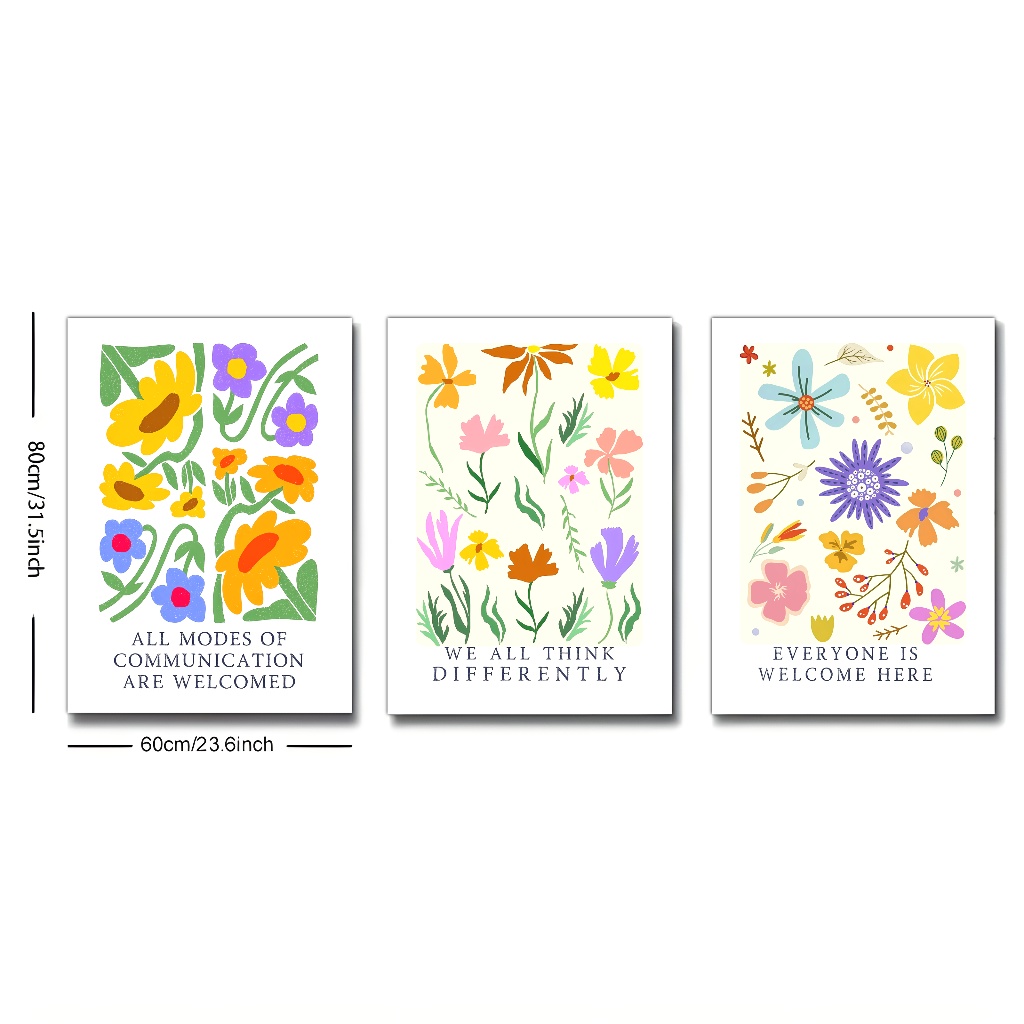 80cm/31.5inch
ALL MODES OF
COMMUNICATION
ARE WELCOMED
WE ALL THINK
DIFFERENTLY
EVERYONE IS
WELCOME HERE
60cm/23.6inch